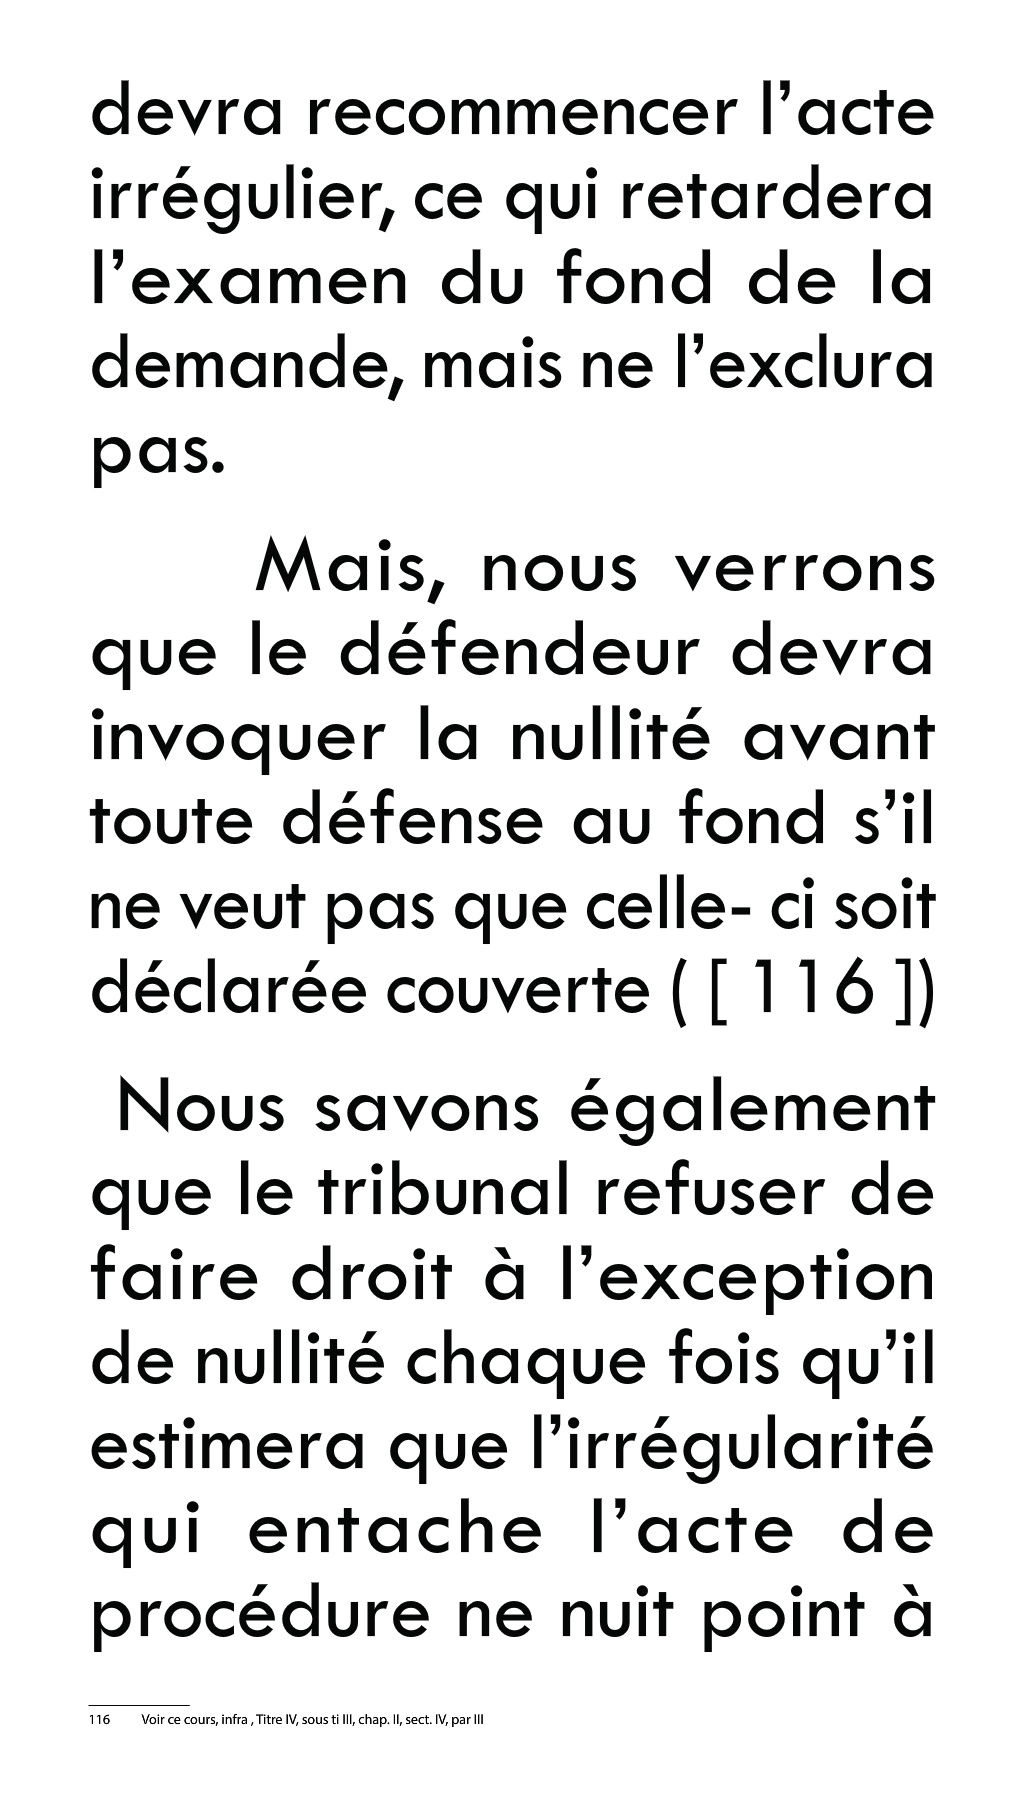 devra recommencer l’acte
irrégulier, ce qui retardera
l’examen du fond de la
demande, mais ne l’exclura
pas.
Mais, nous verrons
que le défendeur devra
invoquer la nullité avant
toute défense au fond s’il
ne veut pas que celle- ci soit
déclarée couverte ( [ 116 ])
Nous savons également
que le tribunal refuser de
faire droit à l’exception
de nullité chaque fois qu’il
estimera que l’irrégularité
qui entache l’acte de
procédure ne nuit point à
116 Voir ce cours, infra , Titre IV, sous ti III, chap. II, sect. IV, par III